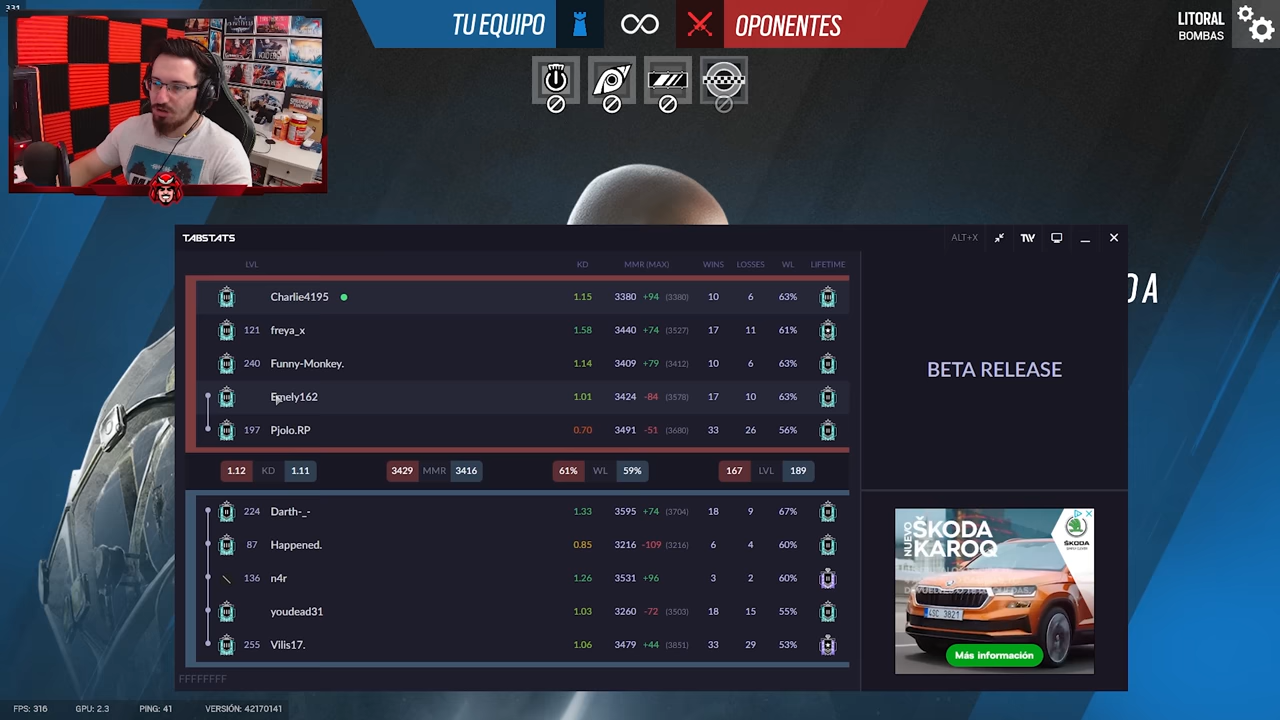 331
TU EQUIPO
OPONENTES
LITORAL
BOMBAS
TABSTATS
ALT+X
LVL KD MMR (MAX) WINS LOSSES WL LIFETIME
Charlie4195 1.15 3380 +94 (3380) 10 6 63%
121 freya_x 1.58 3440 +74 (3527) 17 11 61%
240 Funny-Monkey. 1.14 3409 +79 (3412) 10 6 63%
Emely162 1.01 3424 -84 (3578) 17 10 63%
197 Pjolo.RP 0.70 3491 -51 (3680) 33 26 56%
1.12 KD 1.11 3429 MMR 3416 61% WL 59% 167 LVL 189
224 Darth-_- 1.33 3595 +74 (3704) 18 9 67%
87 Happened. 0.85 3216 -109 (3216) 6 4 60%
136 n4r 1.26 3531 +96 3 2 60%
youdead31 1.03 3260 -72 (3503) 18 15 55%
255 Vilis17. 1.06 3479 +44 (3851) 33 29 53%
FFFFFFFF
DA
BETA RELEASE
NUEVO ŠKODA
KAROQ
ŠKODA
Más información
FPS: 316 GPU: 2.3 PING: 41 VERSIÓN: 42170141